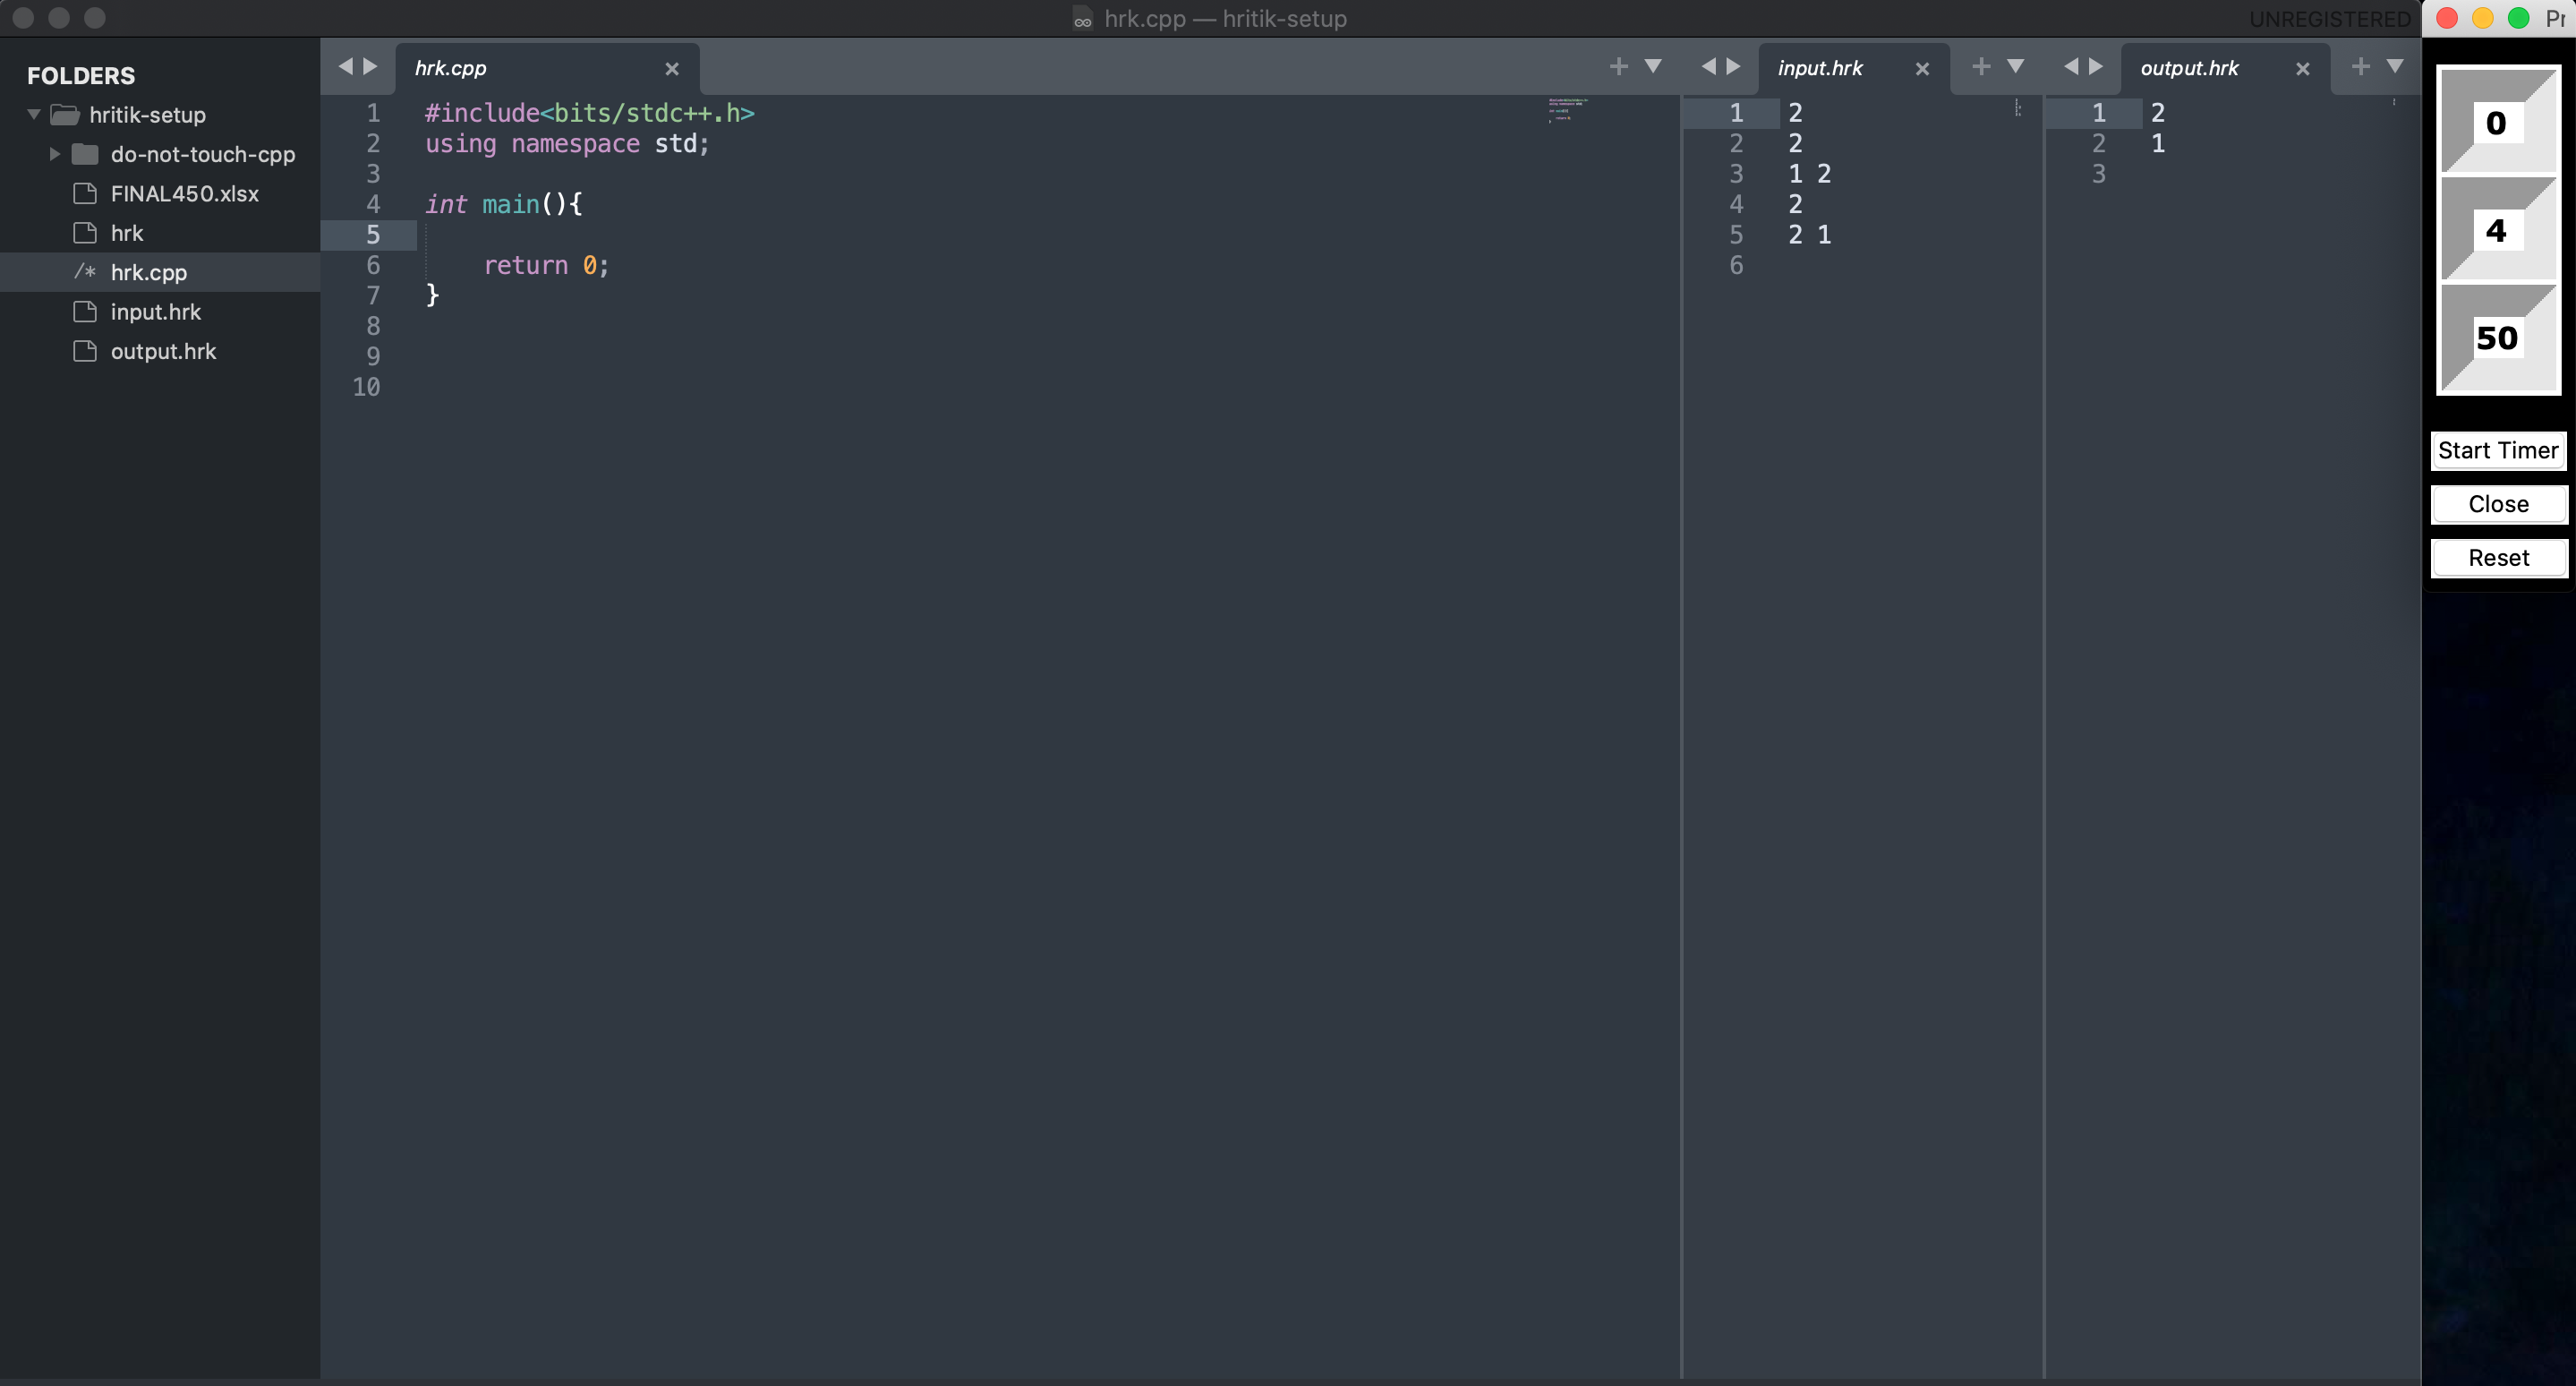 hrk.cpp — hritik-setup
UNREGISTERED
FOLDERS
hritik-setup
do-not-touch-cpp
FINAL450.xlsx
hrk
/* hrk.cpp
input.hrk
output.hrk
hrk.cpp
1 #include<bits/stdc++.h>
2 using namespace std;
3
4 int main(){
5
6 return 0;
7 }
8
9
10
input.hrk
1 2
2 2
3 1 2
4 2
5 2 1
6
output.hrk
1 2
2 1
3
0
4
50
Start Timer
Close
Reset